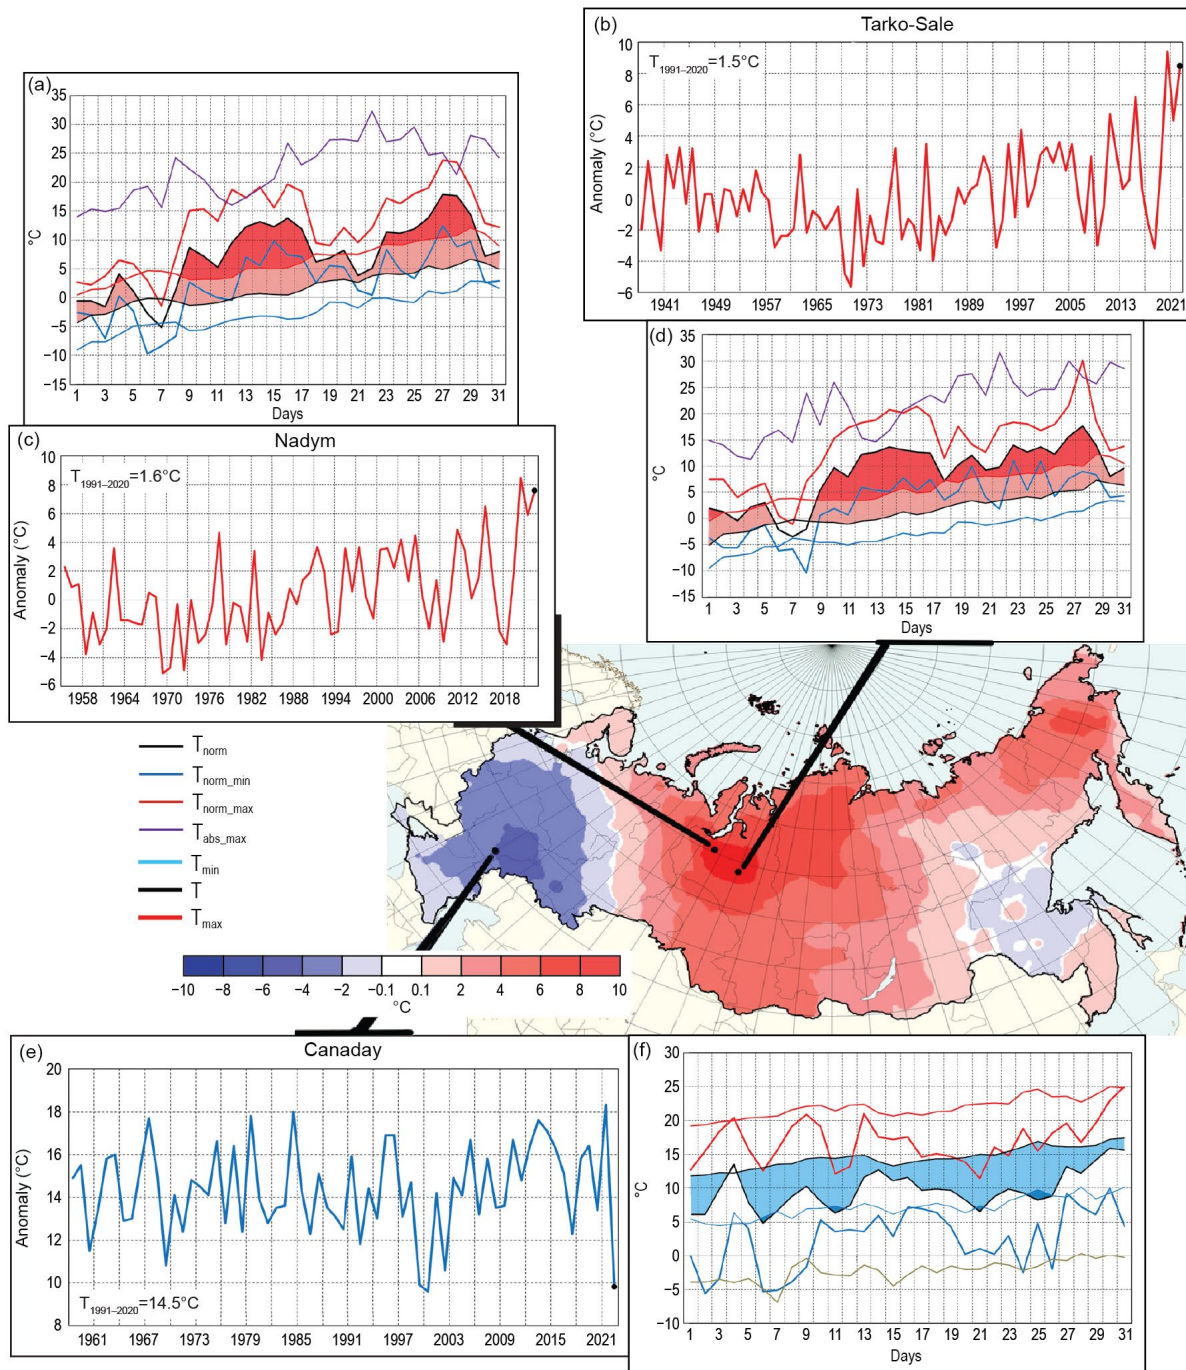 (b) Tarko-Sale
T1991–2020=1.5°C
Anomaly (°C)
10
8
6
4
2
0
−2
−4
−6
1941 1949 1957 1965 1973 1981 1989 1997 2005 2013 2021
(a)
°C
35
30
25
20
15
10
5
0
−5
−10
−15
1 3 5 7 9 11 13 15 17 19 21 23 25 27 29 31
Days
(d)
°C
35
30
25
20
15
10
5
0
−5
−10
−15
1 3 5 7 9 11 13 15 17 19 21 23 25 27 29 31
Days
(c) Nadym
T1991–2020=1.6°C
Anomaly (°C)
10
8
6
4
2
0
−2
−4
−6
1958 1964 1970 1976 1982 1988 1994 2000 2006 2012 2018
Tnorm
Tnorm_min
Tnorm_max
Tabs_max
Tmin
T
Tmax
−10 −8 −6 −4 −2 −0.1 0.1 2 4 6 8 10
°C
(e) Canaday
Anomaly (°C)
20
18
16
14
12
10
8
T1991–2020=14.5°C
1961 1967 1973 1979 1985 1991 1997 2003 2009 2015 2021
(f)
°C
30
25
20
15
10
5
0
−5
−10
1 3 5 7 9 11 13 15 17 19 21 23 25 27 29 31
Days